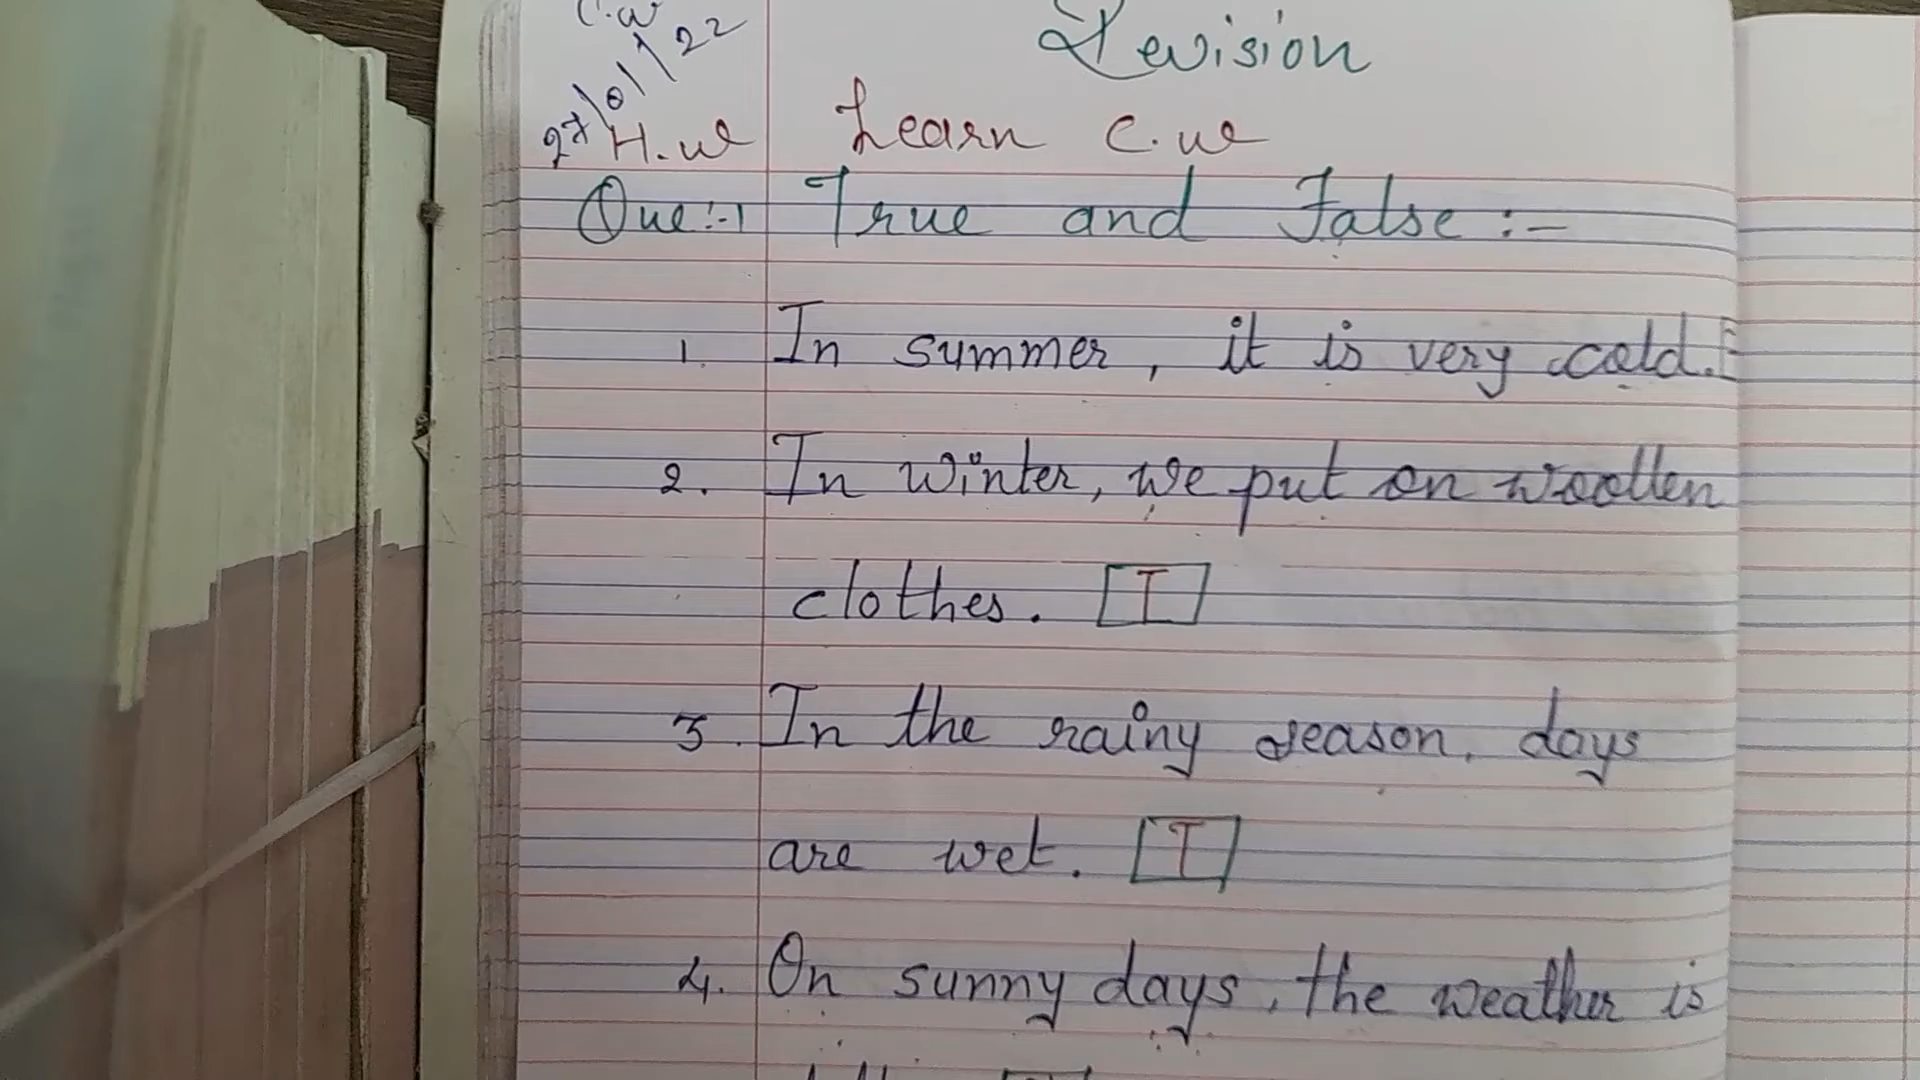 C.w
27/01/22
Revision
H.w Learn C.w
Que:-1 True and False :-
1. In summer, it is very cold.
2. In winter, we put on woollen
clothes. T
3. In the rainy season, days
are wet. T
4. On sunny days, the weather is